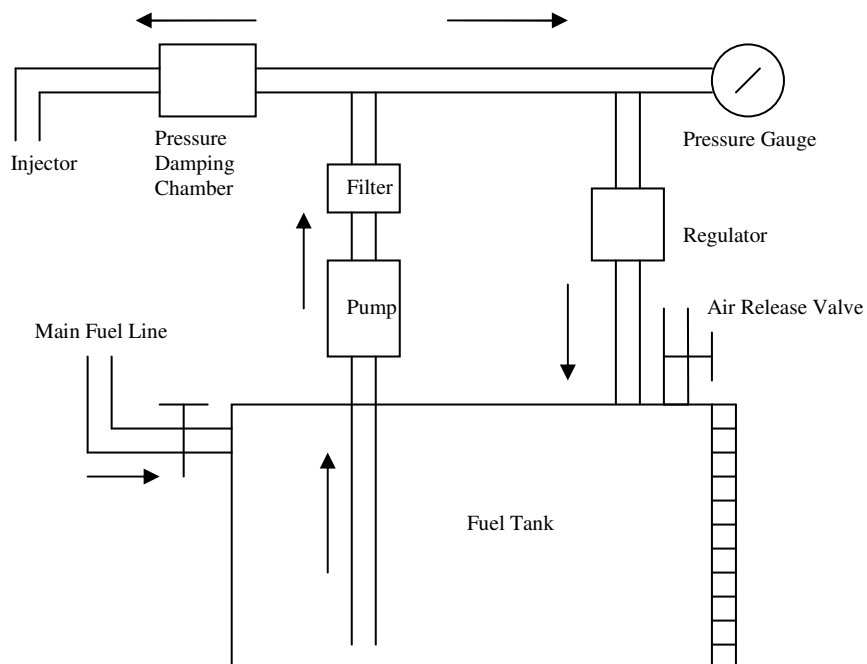 Injector
Pressure
Damping
Chamber
Pressure Gauge
Filter
Regulator
Pump
Air Release Valve
Main Fuel Line
Fuel Tank